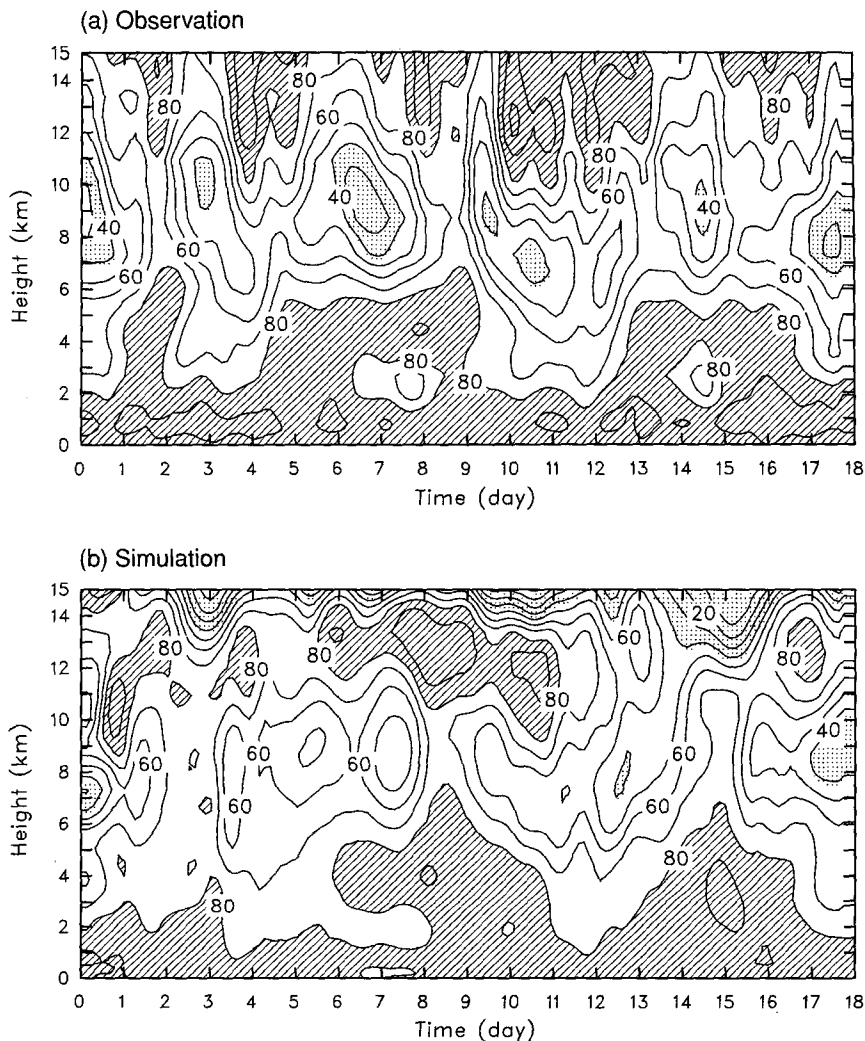 (a) Observation
15
14
12
10
8
6
4
2
0
Height (km)
80 80 60 80 80 80
40 40 60 40
60 60 60
80 80 80 80
0 1 2 3 4 5 6 7 8 9 10 11 12 13 14 15 16 17 18
Time (day)
(b) Simulation
15
14
12
10
8
6
4
2
0
Height (km)
20
80 80 80 60 80
80
60 60 60 40
60 60
80 80
0 1 2 3 4 5 6 7 8 9 10 11 12 13 14 15 16 17 18
Time (day)